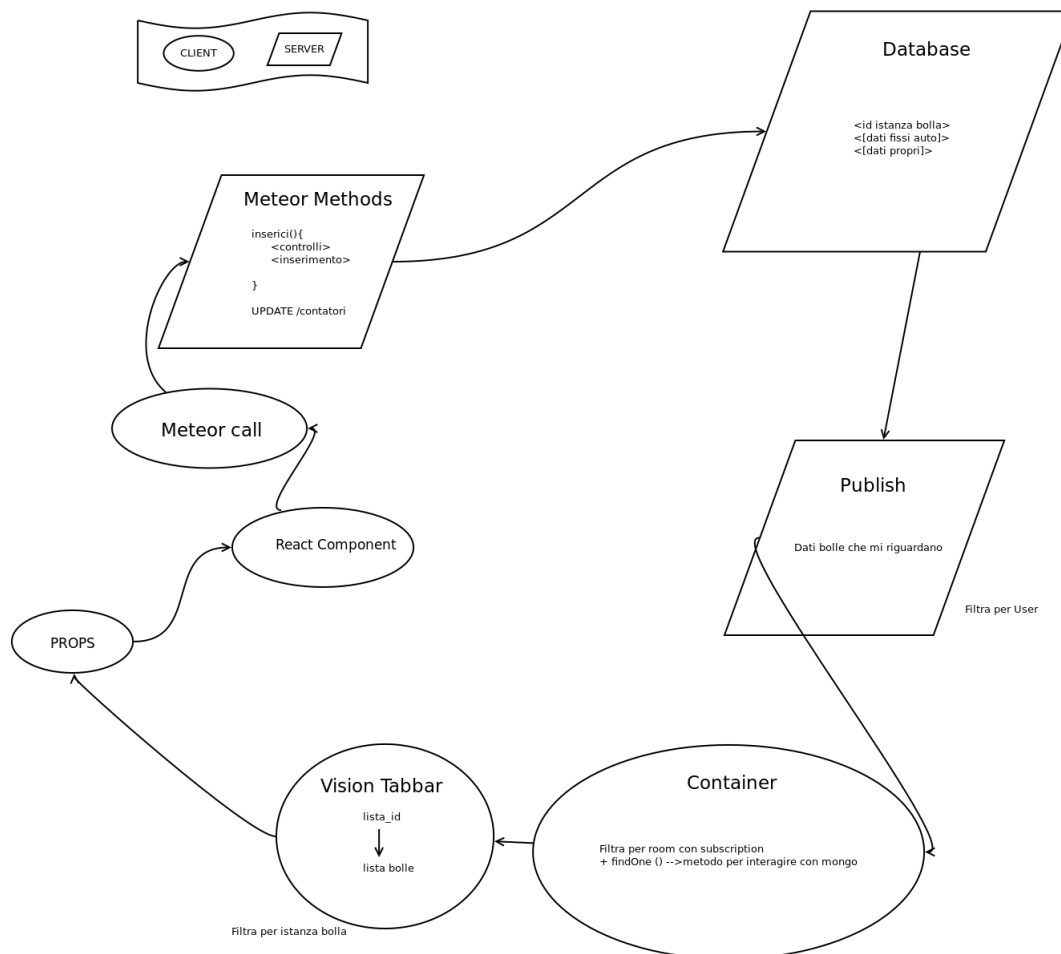 CLIENT
SERVER
Database
<id istanza bolla>
<[dati fissi auto]>
<[dati propri]>
Meteor Methods
inserici(){
<controlli>
<inserimento>
}
UPDATE /contatori
Meteor call
React Component
PROPS
Publish
Dati bolle che mi riguardano
Filtra per User
Container
Filtra per room con subscription
+ findOne () -->metodo per interagire con mongo
Vision Tabbar
lista_id
lista bolle
Filtra per istanza bolla